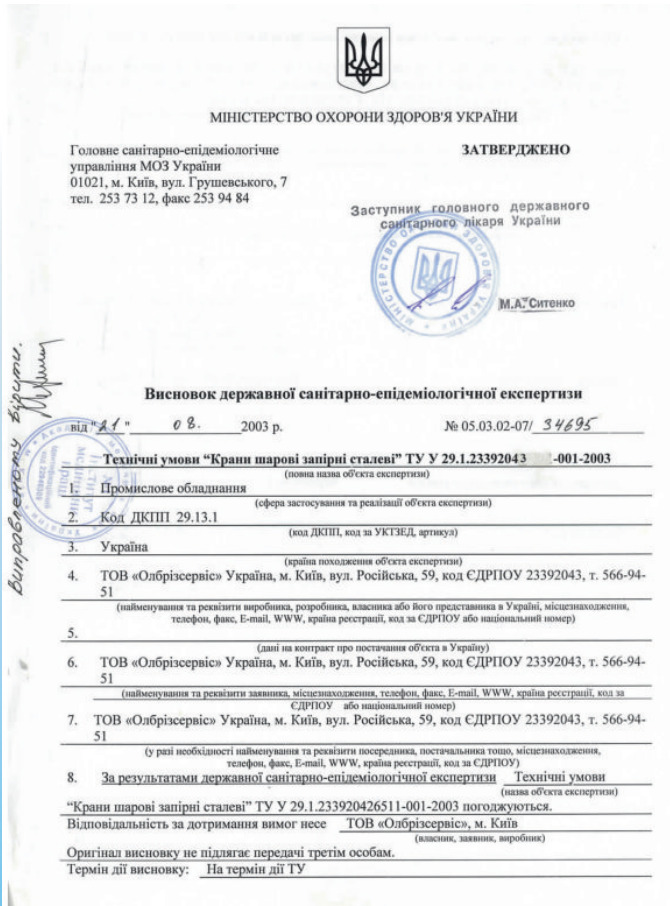 МІНІСТЕРСТВО ОХОРОНИ ЗДОРОВ'Я УКРАЇНИ
Головне санітарно-епідеміологічне
управління МОЗ України
01021, м. Київ, вул. Грушевського, 7
тел. 253 73 12, факс 253 94 84
ЗАТВЕРДЖЕНО
Заступник головного державного
санітарного лікаря України
М.А. Ситенко
Виправленому вірити.
Висновок державної санітарно-епідеміологічної експертизи
від "21" 08. 2003 р. № 05.03.02-07/ 34695
Технічні умови “Крани шарові запірні сталеві” ТУ У 29.1.23392043 -001-2003
(повна назва об'єкта експертизи)
1. Промислове обладнання
(сфера застосування та реалізації об'єкта експертизи)
2. Код ДКПП 29.13.1
(код ДКПП, код за УКТЗЕД, артикул)
3. Україна
(країна походження об'єкта експертизи)
4. ТОВ «Олбрізсервіс» Україна, м. Київ, вул. Російська, 59, код ЄДРПОУ 23392043, т. 566-94-
51
(найменування та реквізити виробника, розробника, власника або його представника в Україні, місцезнаходження,
телефон, факс, E-mail, WWW, країна реєстрації, код за ЄДРПОУ або національний номер)
5.
(дані на контракт про постачання об'єкта в Україну)
6. ТОВ «Олбрізсервіс» Україна, м. Київ, вул. Російська, 59, код ЄДРПОУ 23392043, т. 566-94-
51
(найменування та реквізити заявника, місцезнаходження, телефон, факс, E-mail, WWW, країна реєстрації, код за
ЄДРПОУ або національний номер)
7. ТОВ «Олбрізсервіс» Україна, м. Київ, вул. Російська, 59, код ЄДРПОУ 23392043, т. 566-94-
51
(у разі необхідності найменування та реквізити посередника, постачальника тощо, місцезнаходження,
телефон, факс, E-mail, WWW, країна реєстрації, код за ЄДРПОУ)
8. За результатами державної санітарно-епідеміологічної експертизи Технічні умови
(назва об'єкта експертизи)
“Крани шарові запірні сталеві” ТУ У 29.1.233920426511-001-2003 погоджуються.
Відповідальність за дотримання вимог несе ТОВ «Олбрізсервіс», м. Київ
(власник, заявник, виробник)
Оригінал висновку не підлягає передачі третім особам.
Термін дії висновку: На термін дії ТУ